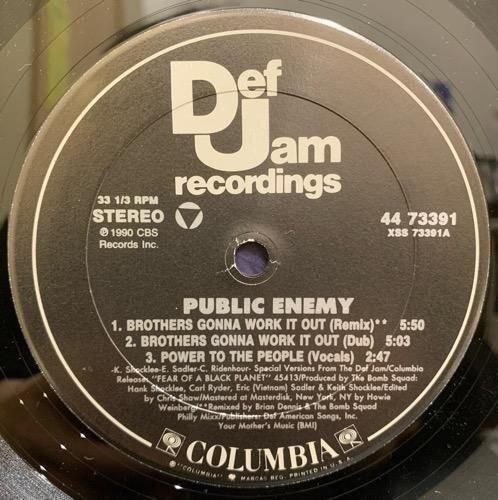 Def
Jam
recordings
33 1/3 RPM
STEREO
℗ 1990 CBS
Records Inc.
44 73391
XSS 73391A
PUBLIC ENEMY
1. BROTHERS GONNA WORK IT OUT (Remix)** 5:50
2. BROTHERS GONNA WORK IT OUT (Dub) 5:03
3. POWER TO THE PEOPLE (Vocals) 2:47
-K. Shocklee-E. Sadler-C. Ridenhour- Special Versions From The Def Jam/Columbia
Release: "FEAR OF A BLACK PLANET" 45413/Produced by The Bomb Squad:
Hank Shocklee, Carl Ryder, Eric (Vietnam) Sadler & Keith Shocklee/Edited
by Chris Shaw/Mastered at Masterdisk, New York, NY by Howie
Weinberg/**Remixed by Brian Dennis & The Bomb Squad
Philly Mixx/Publishers: Def American Songs, Inc.
Your Mother's Music (BMI)
COLUMBIA
"COLUMBIA", MARCAS REG. PRINTED IN U.S.A.